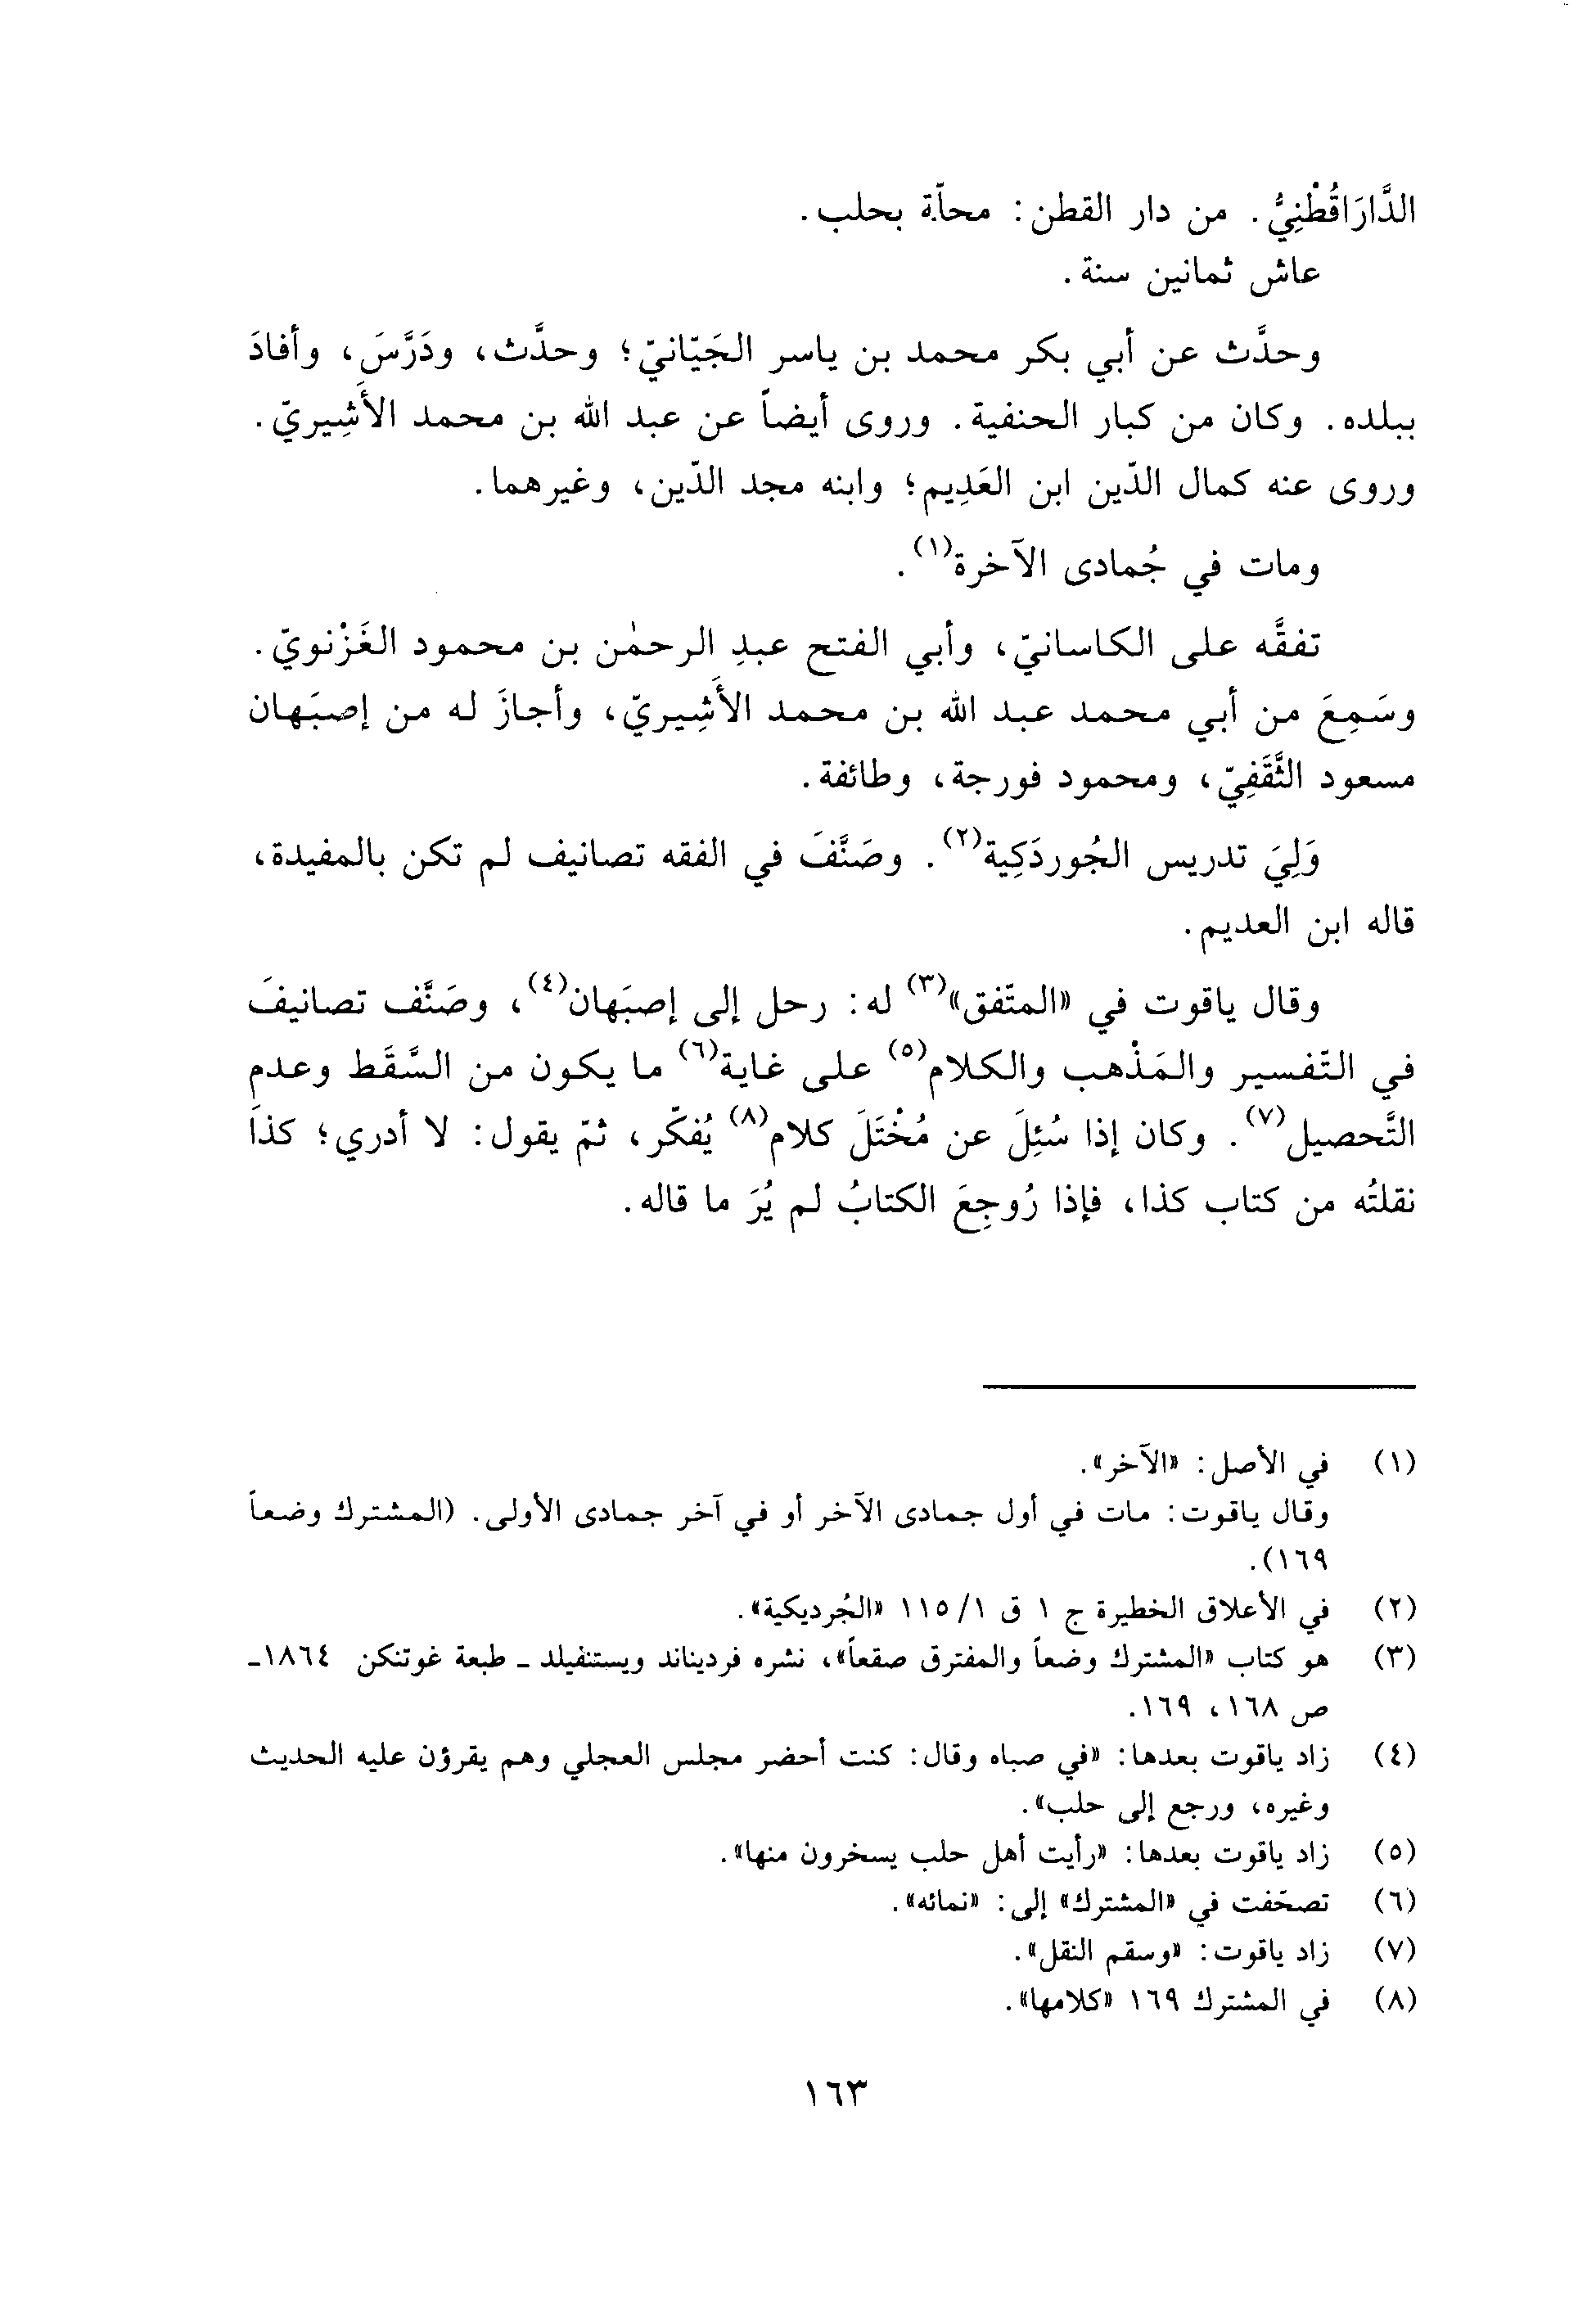 الدَّارَاقُطْنِيُّ. من دار القطن: محلّة بحلب.
عاش ثمانين سنة.
وحدَّث عن أبي بكر محمد بن ياسر الجَيّانيّ؛ وحدَّث، ودَرَّسَ، وأفادَ
ببلده. وكان من كبار الحنفية. وروى أيضاً عن عبد الله بن محمد الأَشِيريّ.
وروى عنه كمال الدّين ابن العَدِيم؛ وابنه مجد الدّين، وغيرهما.
ومات في جُمادى الآخرة(١).
تفقَّه على الكاسانيّ، وأبي الفتح عبدِ الرحمٰن بن محمود الغَزْنويّ.
وسَمِعَ من أبي محمد عبد الله بن محمد الأَشِيريّ، وأجازَ له من إصبَهان
مسعود الثَّقَفِيّ، ومحمود فورجة، وطائفة.
وَلِيَ تدريس الجُوردَكِية(٢). وصَنَّفَ في الفقه تصانيف لم تكن بالمفيدة،
قاله ابن العديم.
وقال ياقوت في «المتّفق»(٣) له: رحل إلى إصبَهان(٤)، وصَنَّف تصانيفَ
في التّفسير والمَذْهب والكلام(٥) على غاية(٦) ما يكون من السَّقَط وعدم
التَّحصيل(٧). وكان إذا سُئِلَ عن مُخْتَلَ كلام(٨) يُفكّر، ثمّ يقول: لا أدري؛ كذا
نقلتُه من كتاب كذا، فإذا رُوجِعَ الكتابُ لم يُرَ ما قاله.
(١) في الأصل: «الآخر».
وقال ياقوت: مات في أول جمادى الآخر أو في آخر جمادى الأولى. (المشترك وضعاً
١٦٩).
(٢) في الأعلاق الخطيرة ج ١ ق ١/ ١١٥ «الجُرديكية».
(٣) هو كتاب «المشترك وضعاً والمفترق صقعاً»، نشره فرديناند ويستنفيلد ـ طبعة غوتنكن ١٨٦٤ـ
ص ١٦٨، ١٦٩.
(٤) زاد ياقوت بعدها: «في صباه وقال: كنت أحضر مجلس العجلي وهم يقرؤن عليه الحديث
وغيره، ورجع إلى حلب».
(٥) زاد ياقوت بعدها: «رأيت أهل حلب يسخرون منها».
(٦) تصحّفت في «المشترك» إلى: «نمائه».
(٧) زاد ياقوت: «وسقم النقل».
(٨) في المشترك ١٦٩ «كلامها».
١٦٣